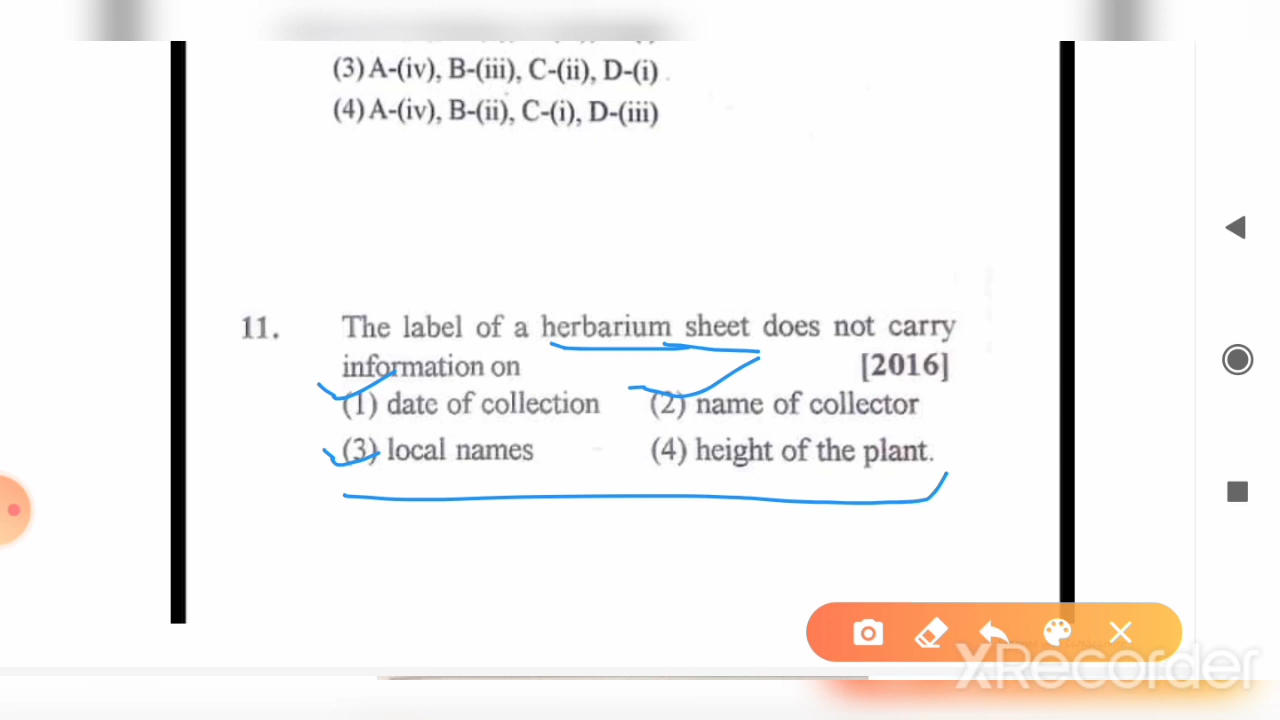 (3) A-(iv), B-(iii), C-(ii), D-(i)
(4) A-(iv), B-(ii), C-(i), D-(iii)
11. The label of a herbarium sheet does not carry
information on [2016]
(1) date of collection (2) name of collector
(3) local names (4) height of the plant.
XRecorder